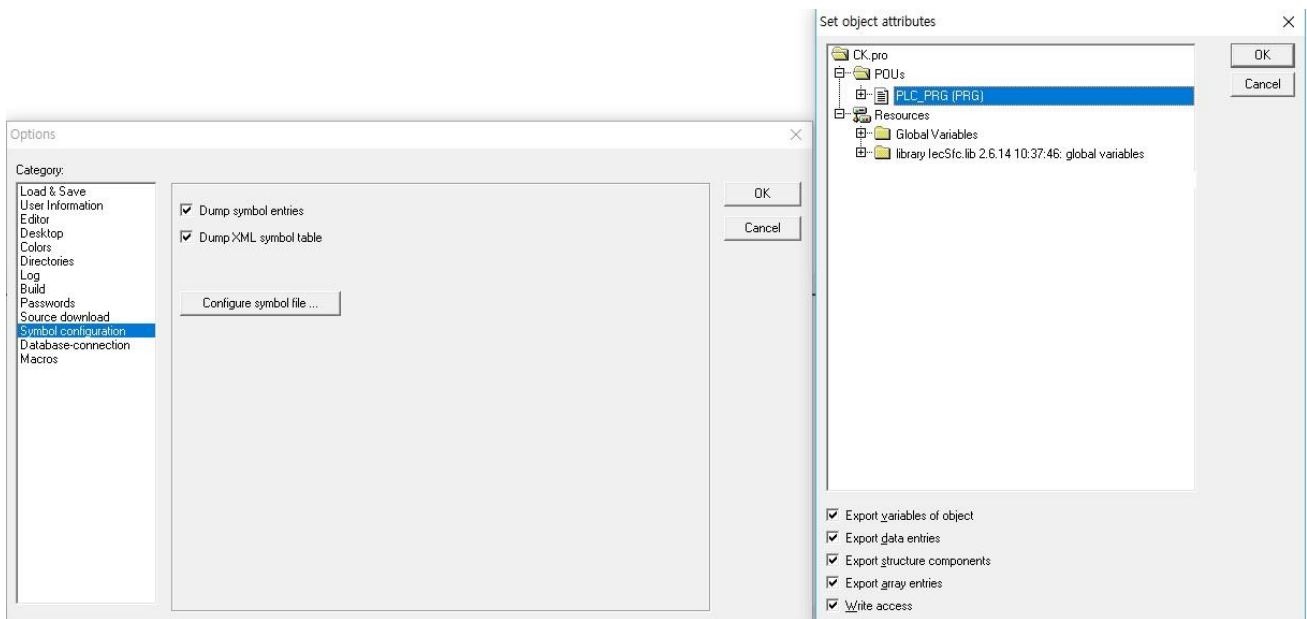 Options
Category:
Load & Save
User Information
Editor
Desktop
Colors
Directories
Log
Build
Passwords
Source download
Symbol configuration
Database-connection
Macros
Dump symbol entries
Dump XML symbol table
Configure symbol file ...
OK
Cancel
Set object attributes
CK.pro
POUs
PLC_PRG (PRG)
Resources
Global Variables
library IecSfc.lib 2.6.14 10:37:46: global variables
OK
Cancel
Export variables of object
Export data entries
Export structure components
Export array entries
Write access